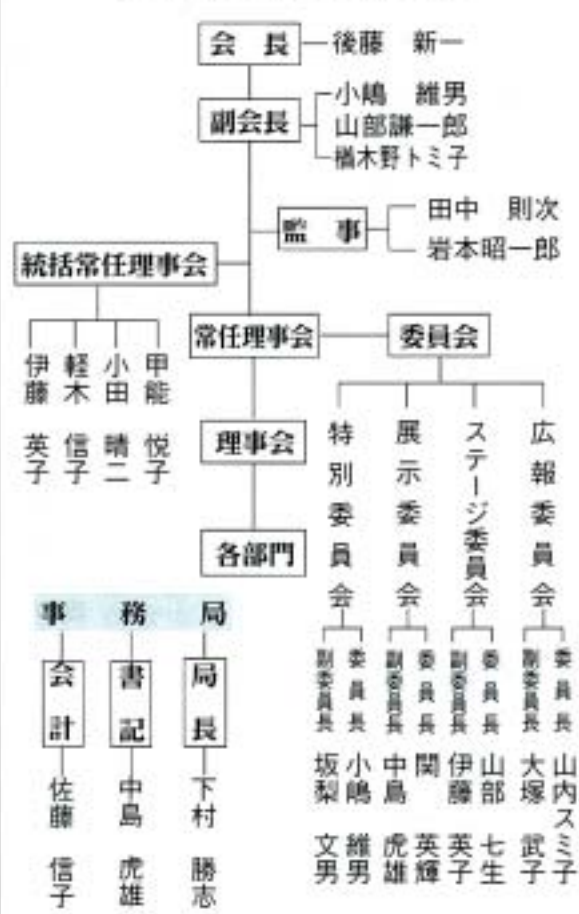 会長
後藤 新一
副会長
小嶋 維男
山部謙一郎
楢木野トミ子
監事
田中 則次
岩本昭一郎
統括常任理事会
甲能 悦子
小田 晴二
軽木 信子
伊藤 英子
常任理事会
委員会
理事会
各部門
広報委員会
委員長
山内スミ子
副委員長
大塚 武子
ステージ委員会
委員長
山部 七生
副委員長
伊藤 英子
展示委員会
委員長
関 英輝
副委員長
中島 虎雄
特別委員会
委員長
小嶋 維男
副委員長
坂梨 文男
事務局
局長
下村 勝志
書記
中島 虎雄
会計
佐藤 信子